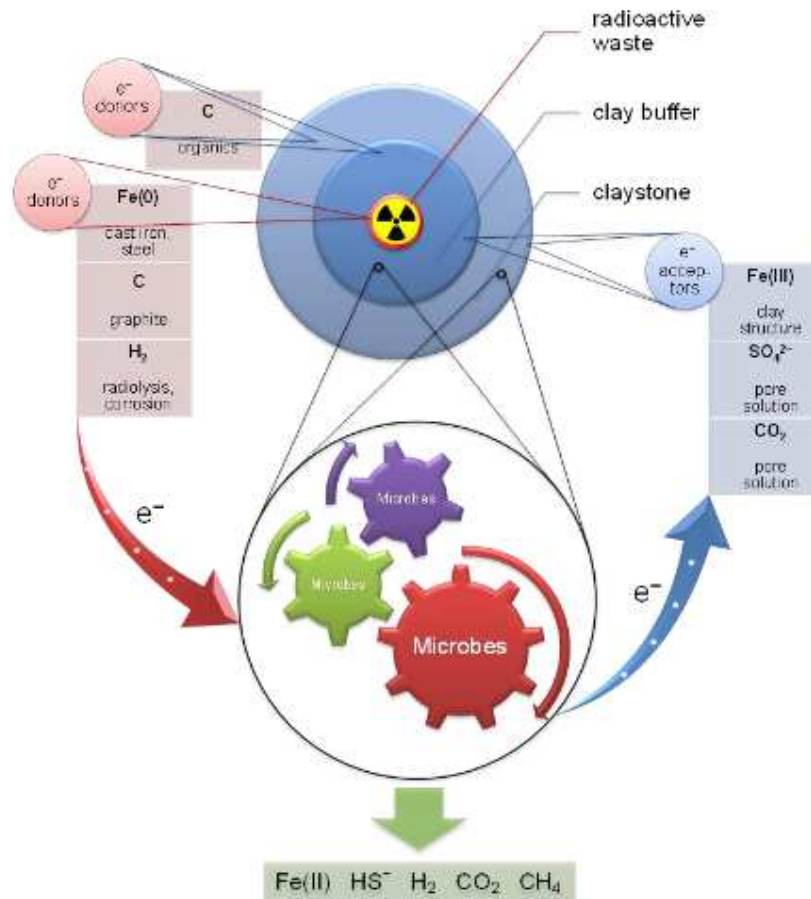 radioactive
waste
clay buffer
claystone
e⁻
donors
C
organics
e⁻
donors
Fe(0)
cast iron,
steel
C
graphite
H₂
radiolysis,
corrosion
e⁻
accep-
tors
Fe(III)
clay
structure
SO₄²⁻
pore
solution
CO₂
pore
solution
e⁻
Microbes
Microbes
Microbes
e⁻
Fe(II) HS⁻ H₂ CO₂ CH₄